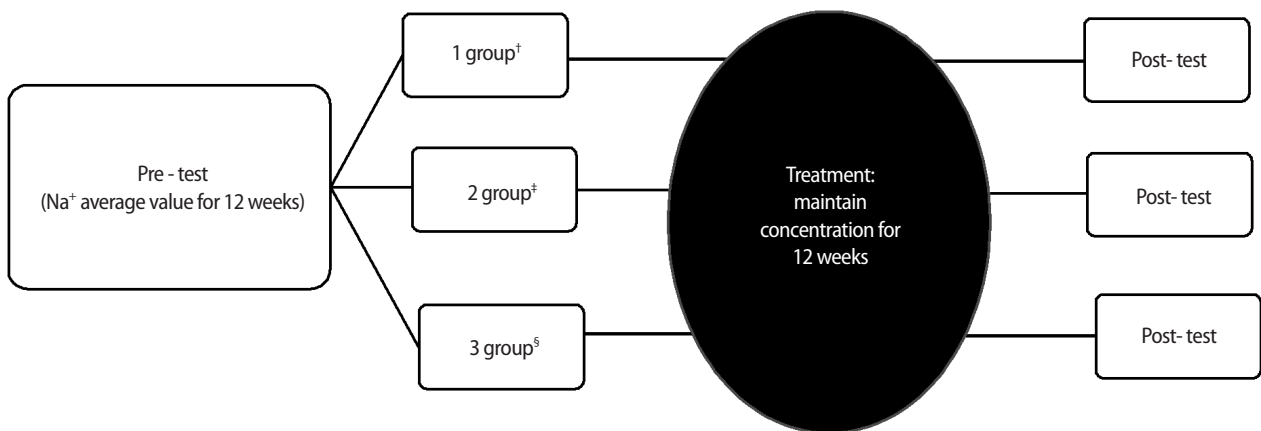 Pre - test
(Na⁺ average value for 12 weeks)
1 group†
2 group‡
3 group§
Treatment:
maintain
concentration for
12 weeks
Post- test
Post- test
Post- test